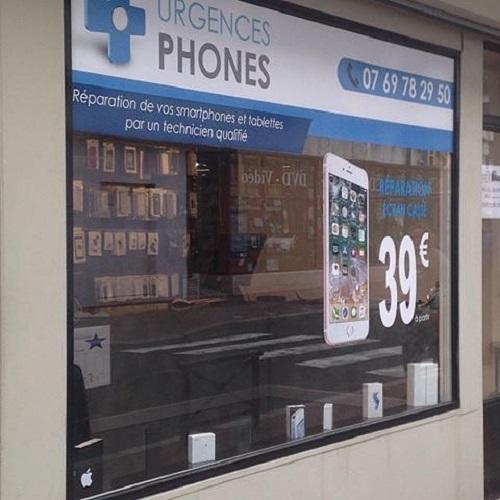 URGENCES
PHONES
07 69 78 29 50
Réparation de vos smartphones et tablettes
par un technicien qualifié
DVD - Vidéo
RÉPARATION
ÉCRAN CASSÉ
39€
à partir